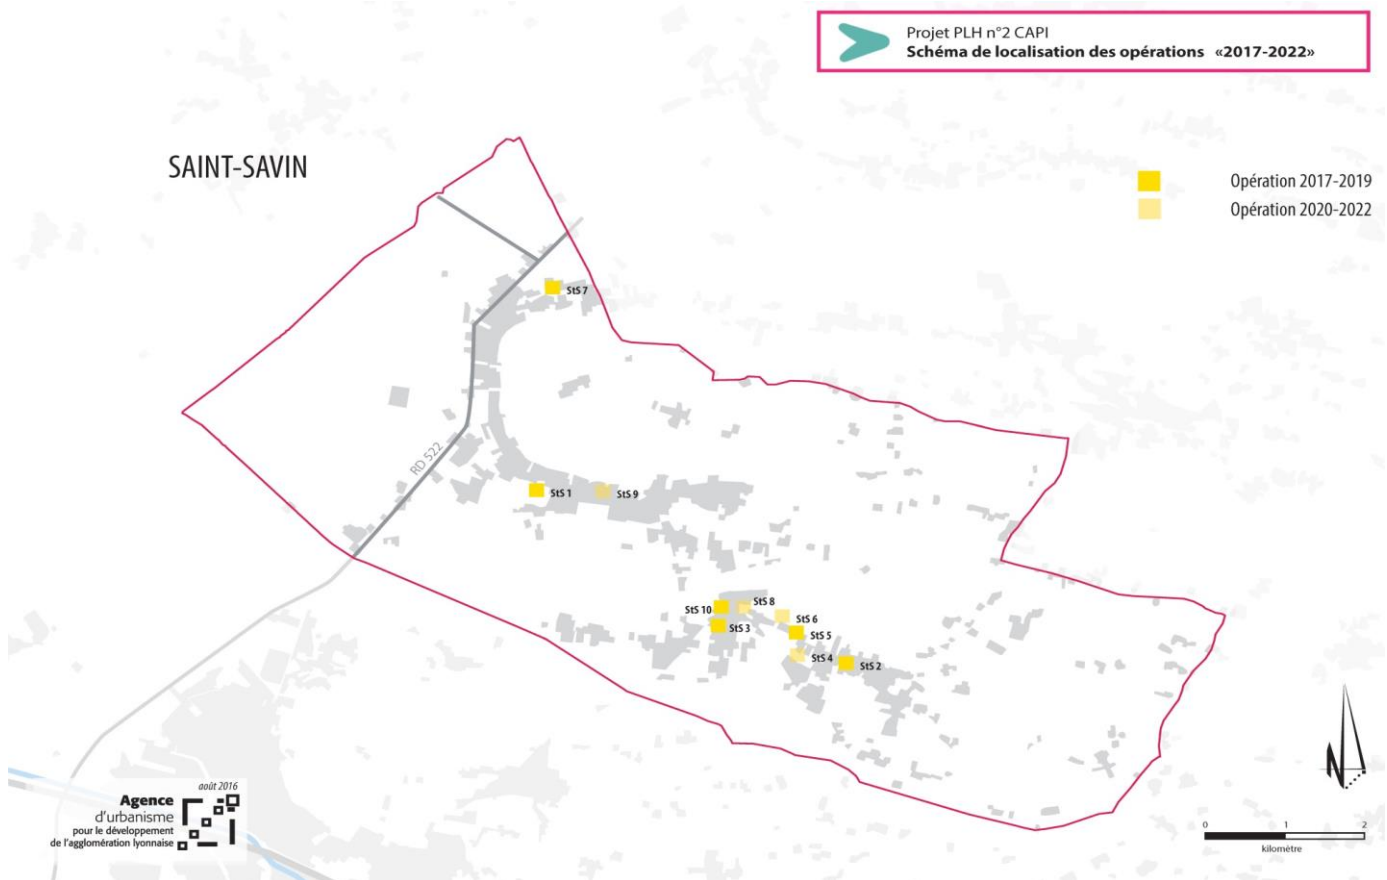 Projet PLH n°2 CAPI
Schéma de localisation des opérations «2017-2022»
SAINT-SAVIN
Opération 2017-2019
Opération 2020-2022
StS 7
RD 522
StS 1
StS 9
StS 8
StS 10
StS 6
StS 3
StS 5
StS 4
StS 2
N
août 2016
Agence
d'urbanisme
pour le développement
de l'agglomération lyonnaise
0 1 2
kilomètre